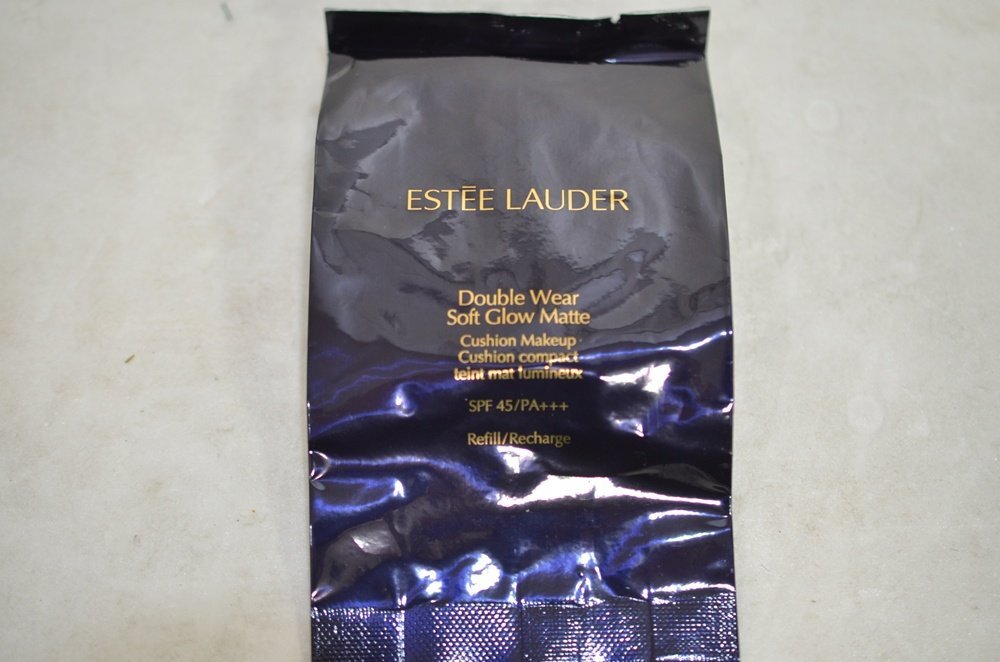 ESTĒE LAUDER
Double Wear
Soft Glow Matte
Cushion Makeup
Cushion compact
teint mat lumineux
SPF 45/PA+++
Refill/Recharge